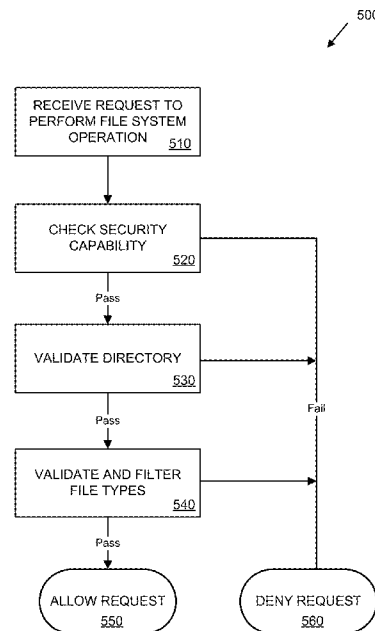 500
RECEIVE REQUEST TO
PERFORM FILE SYSTEM
OPERATION
510
CHECK SECURITY
CAPABILITY
520
Pass
VALIDATE DIRECTORY
530
Pass
Fail
VALIDATE AND FILTER
FILE TYPES
540
Pass
ALLOW REQUEST
550
DENY REQUEST
560